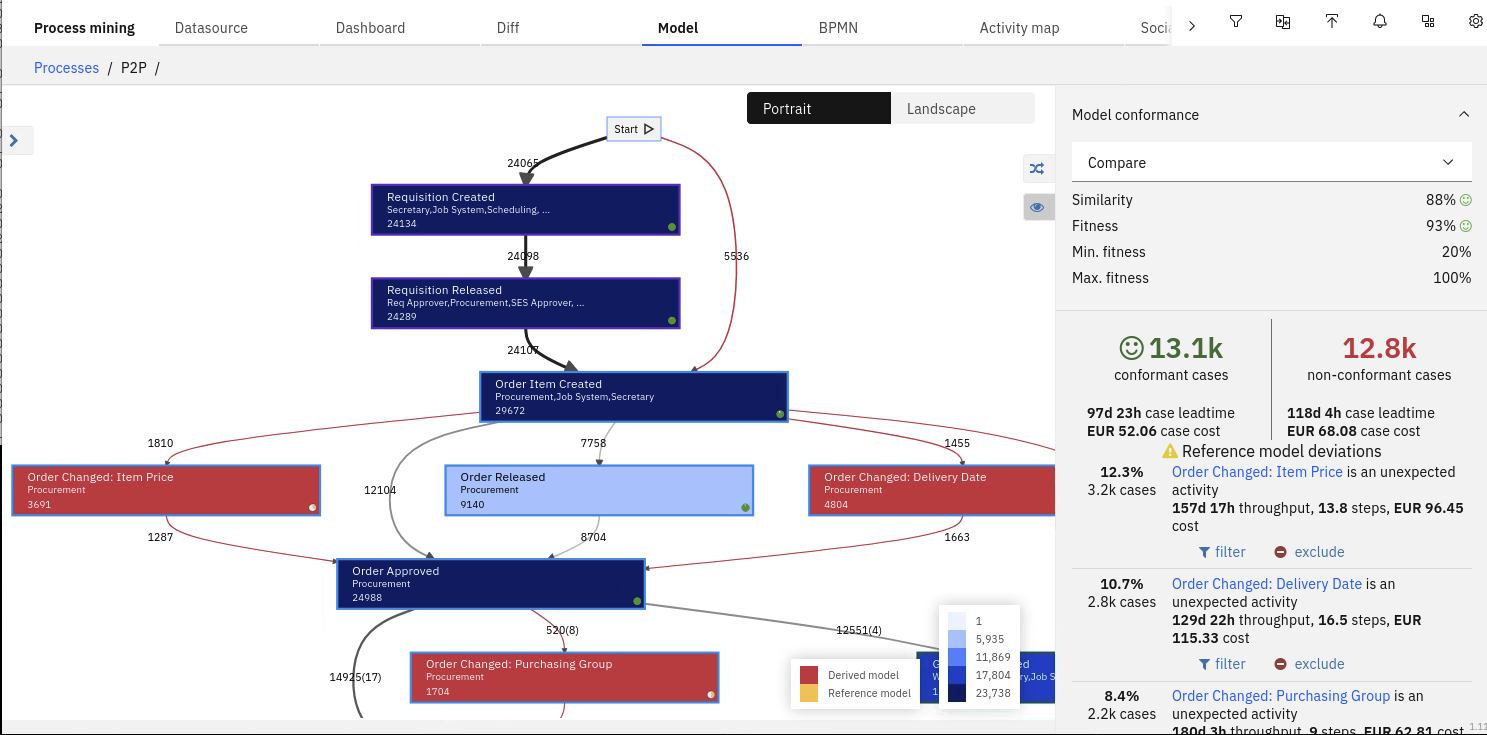 Process mining
Datasource
Dashboard
Diff
Model
BPMN
Activity map
Processes / P2P /
Portrait
Landscape
Start
24065
Requisition Created
Secretary,Job System,Scheduling, ...
24134
24098
5536
Requisition Released
Req Approver,Procurement,SES Approver, ...
24289
24107
Order Item Created
Procurement,Job System,Secretary
29672
1810
7758
1455
Order Changed: Item Price
Procurement
3691
12104
Order Released
Procurement
9140
Order Changed: Delivery Date
Procurement
4804
1287
8704
1663
Order Approved
Procurement
24988
520(8)
12551(4)
14925(17)
Order Changed: Purchasing Group
Procurement
1704
Derived model
Reference model
1
5,935
11,869
17,804
23,738
Model conformance
Compare
Similarity 88%
Fitness 93%
Min. fitness 20%
Max. fitness 100%
13.1k
conformant cases
97d 23h case leadtime
EUR 52.06 case cost
12.8k
non-conformant cases
118d 4h case leadtime
EUR 68.08 case cost
Reference model deviations
12.3%
3.2k cases
Order Changed: Item Price is an unexpected
activity
157d 17h throughput, 13.8 steps, EUR 96.45
cost
filter exclude
10.7%
2.8k cases
Order Changed: Delivery Date is an
unexpected activity
129d 22h throughput, 16.5 steps, EUR
115.33 cost
filter exclude
8.4%
2.2k cases
Order Changed: Purchasing Group is an
unexpected activity
180d 3h throughput, 9 steps, EUR 62.81 cost